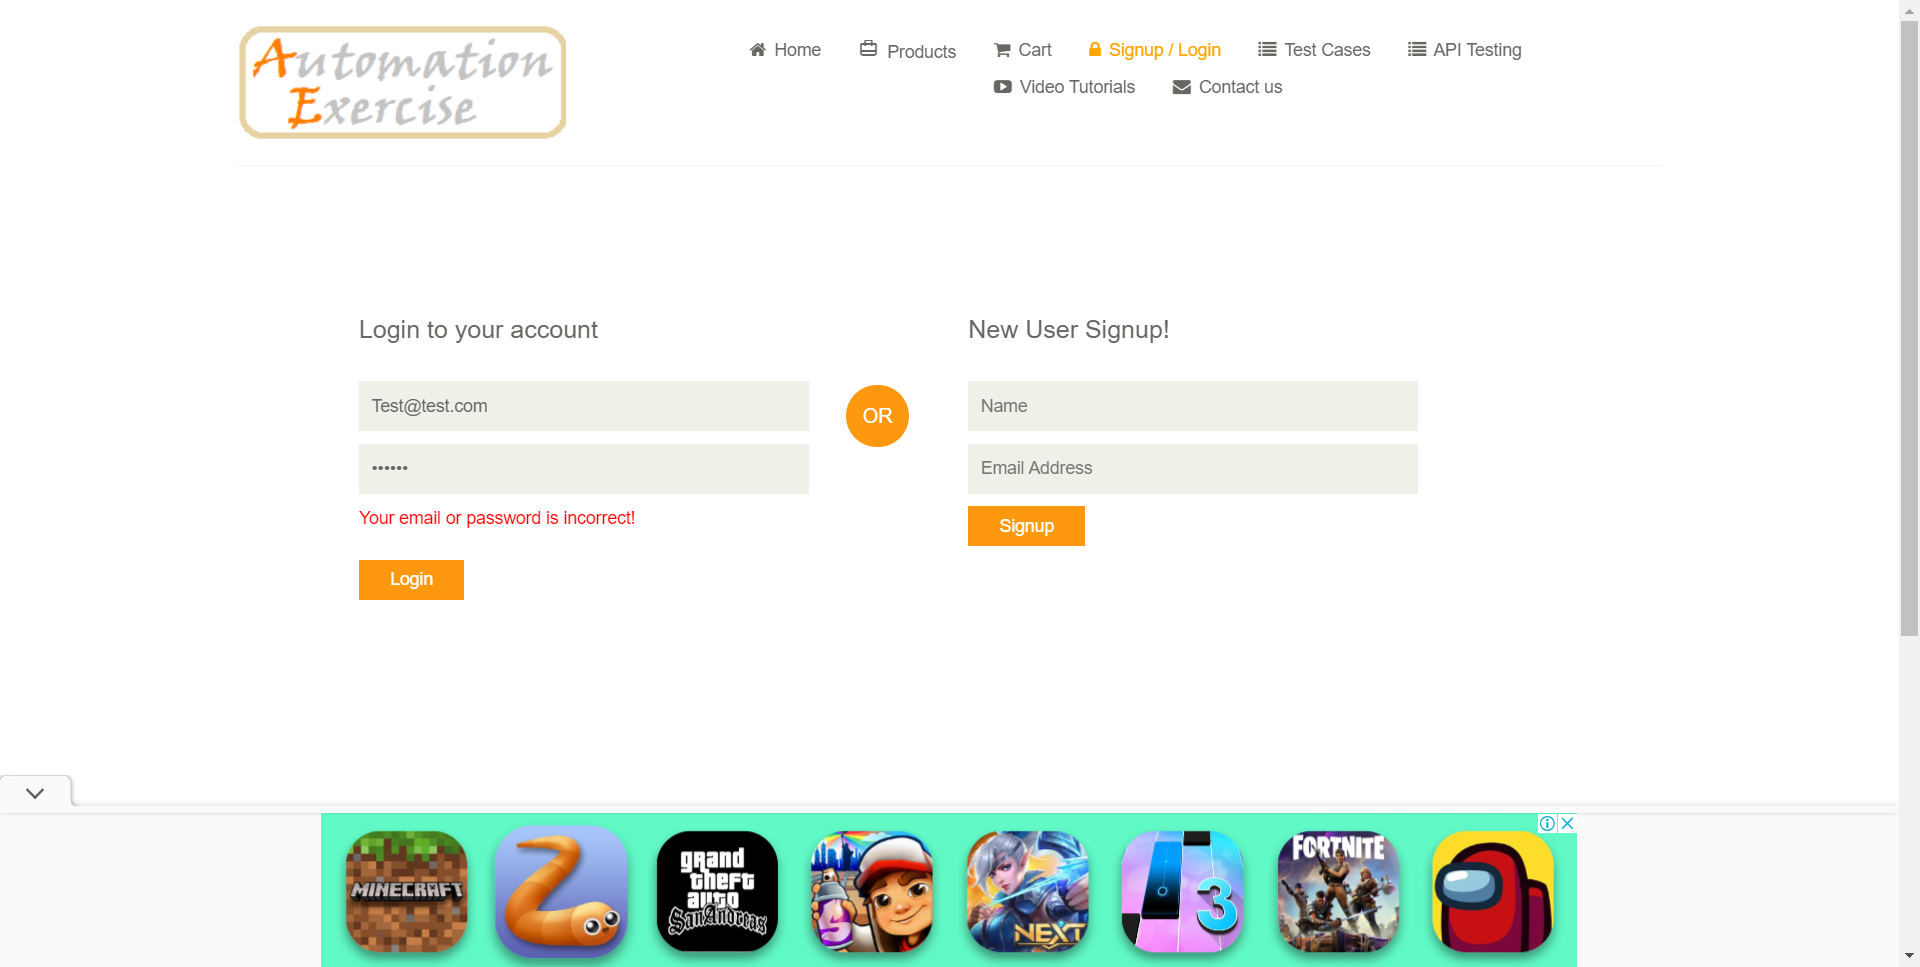 Automation
Exercise
Home
Products
Cart
Signup / Login
Test Cases
API Testing
Video Tutorials
Contact us
Login to your account
Test@test.com
••••••
Your email or password is incorrect!
Login
OR
New User Signup!
Name
Email Address
Signup
MINECRAFT
grand
theft
auto
San Andreas
NEXT
3
FORTNITE